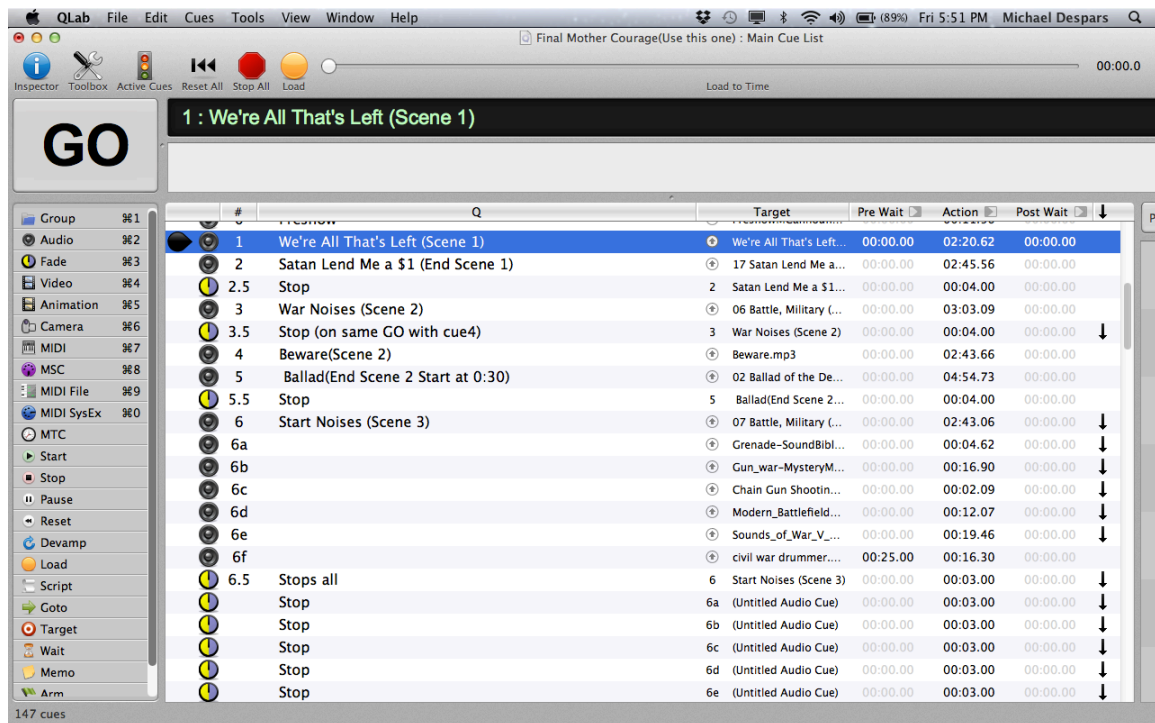 QLab File Edit Cues Tools View Window Help (89%) Fri 5:51 PM Michael Despars
Final Mother Courage(Use this one) : Main Cue List
00:00.0
Inspector Toolbox Active Cues Reset All Stop All Load Load to Time
GO
1 : We're All That's Left (Scene 1)
# Q Target Pre Wait Action Post Wait
Group ⌘1
Audio ⌘2
Fade ⌘3
Video ⌘4
Animation ⌘5
Camera ⌘6
MIDI ⌘7
MSC ⌘8
MIDI File ⌘9
MIDI SysEx ⌘0
MTC
Start
Stop
Pause
Reset
Devamp
Load
Script
Goto
Target
Wait
Memo
Arm
1 We're All That's Left (Scene 1) We're All That's Left... 00:00.00 02:20.62 00:00.00
2 Satan Lend Me a $1 (End Scene 1) 17 Satan Lend Me a... 00:00.00 02:45.56 00:00.00
2.5 Stop 2 Satan Lend Me a $1... 00:00.00 00:04.00 00:00.00
3 War Noises (Scene 2) 06 Battle, Military (... 00:00.00 03:03.09 00:00.00
3.5 Stop (on same GO with cue4) 3 War Noises (Scene 2) 00:00.00 00:04.00 00:00.00
4 Beware(Scene 2) Beware.mp3 00:00.00 02:43.66 00:00.00
5 Ballad(End Scene 2 Start at 0:30) 02 Ballad of the De... 00:00.00 04:54.73 00:00.00
5.5 Stop 5 Ballad(End Scene 2... 00:00.00 00:04.00 00:00.00
6 Start Noises (Scene 3) 07 Battle, Military (... 00:00.00 02:43.06 00:00.00
6a Grenade-SoundBibl... 00:00.00 00:04.62 00:00.00
6b Gun_war-MysteryM... 00:00.00 00:16.90 00:00.00
6c Chain Gun Shootin... 00:00.00 00:02.09 00:00.00
6d Modern_Battlefield... 00:00.00 00:12.07 00:00.00
6e Sounds_of_War_V_... 00:00.00 00:19.46 00:00.00
6f civil war drummer.... 00:25.00 00:16.30 00:00.00
6.5 Stops all 6 Start Noises (Scene 3) 00:00.00 00:03.00 00:00.00
Stop 6a (Untitled Audio Cue) 00:00.00 00:03.00 00:00.00
Stop 6b (Untitled Audio Cue) 00:00.00 00:03.00 00:00.00
Stop 6c (Untitled Audio Cue) 00:00.00 00:03.00 00:00.00
Stop 6d (Untitled Audio Cue) 00:00.00 00:03.00 00:00.00
Stop 6e (Untitled Audio Cue) 00:00.00 00:03.00 00:00.00
147 cues